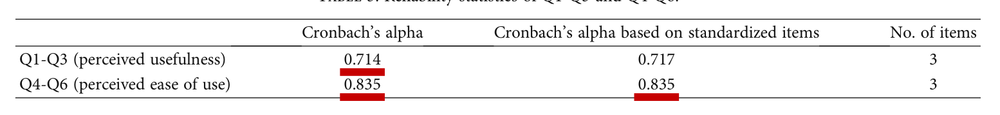 Cronbach's alpha Cronbach's alpha based on standardized items No. of items
Q1-Q3 (perceived usefulness) 0.714 0.717 3
Q4-Q6 (perceived ease of use) 0.835 0.835 3